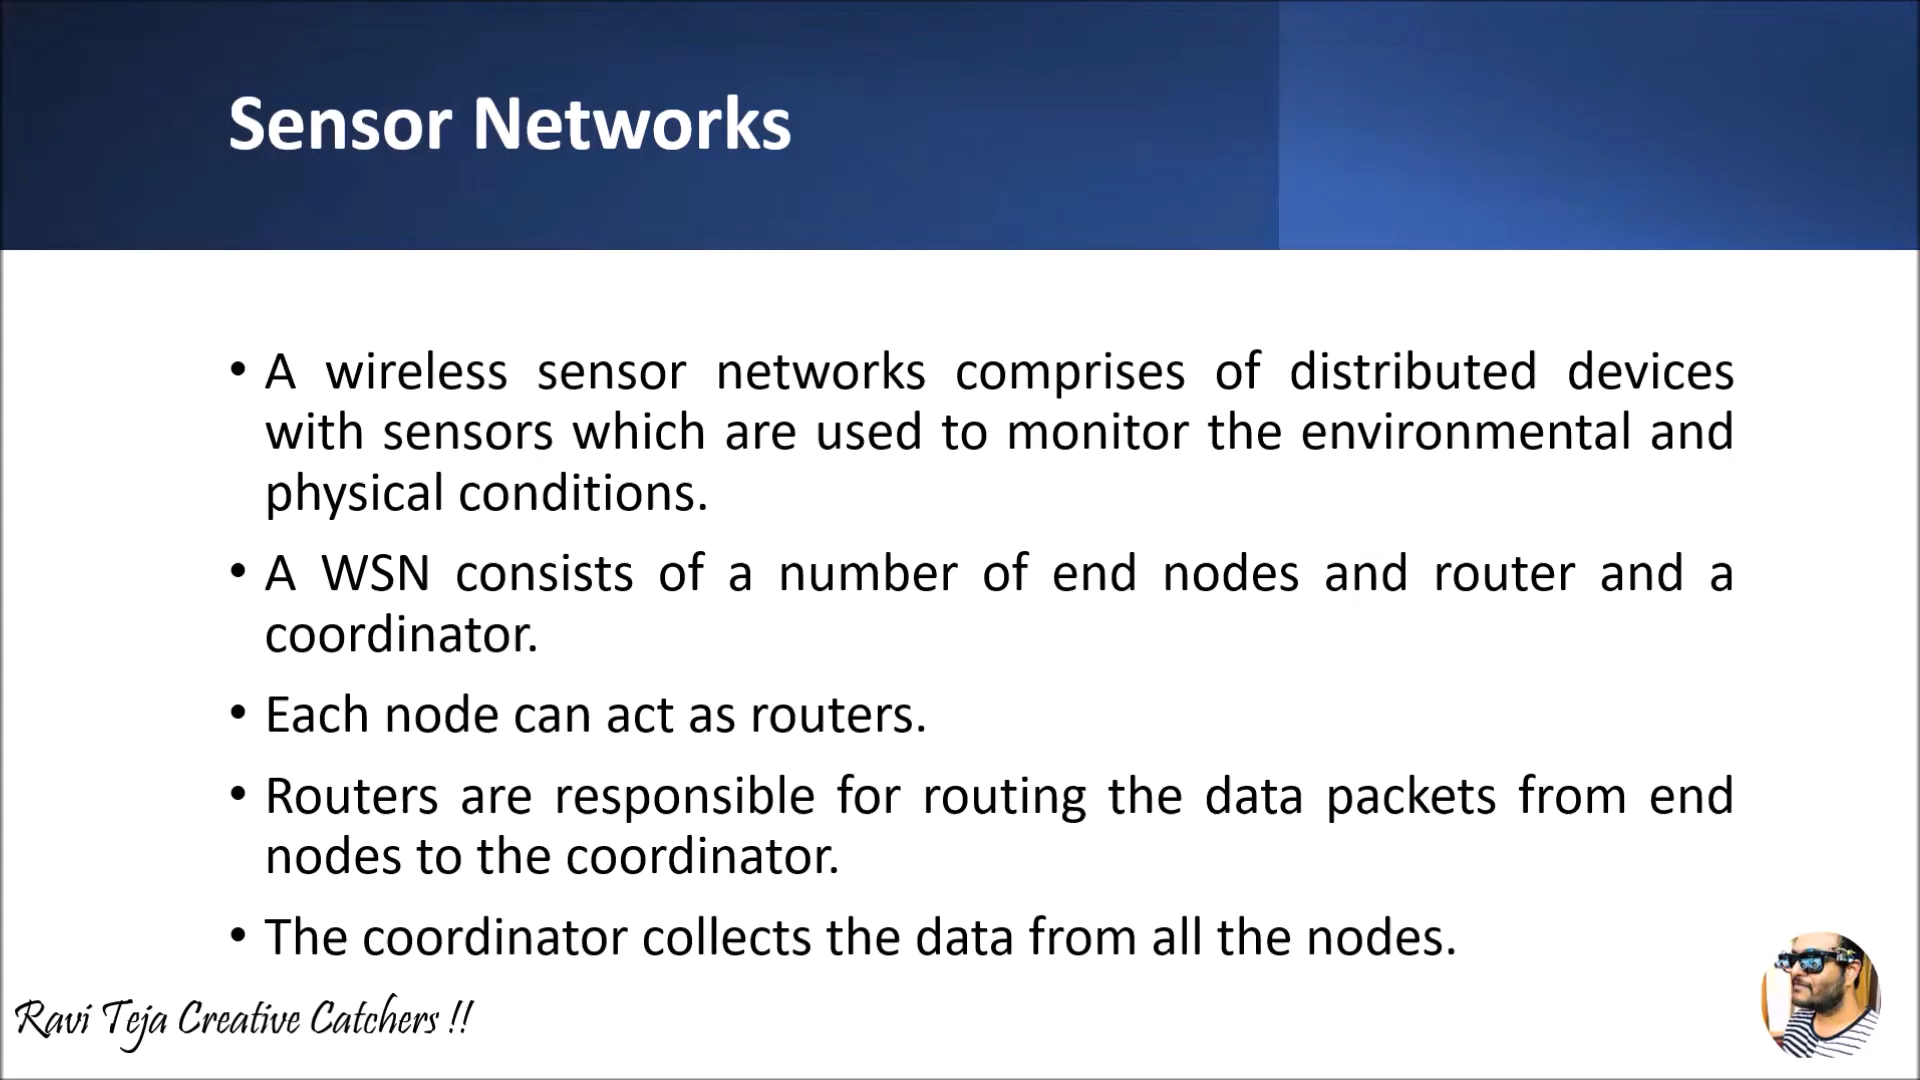 Sensor Networks
• A wireless sensor networks comprises of distributed devices
with sensors which are used to monitor the environmental and
physical conditions.
• A WSN consists of a number of end nodes and router and a
coordinator.
• Each node can act as routers.
• Routers are responsible for routing the data packets from end
nodes to the coordinator.
• The coordinator collects the data from all the nodes.
Ravi Teja Creative Catchers !!